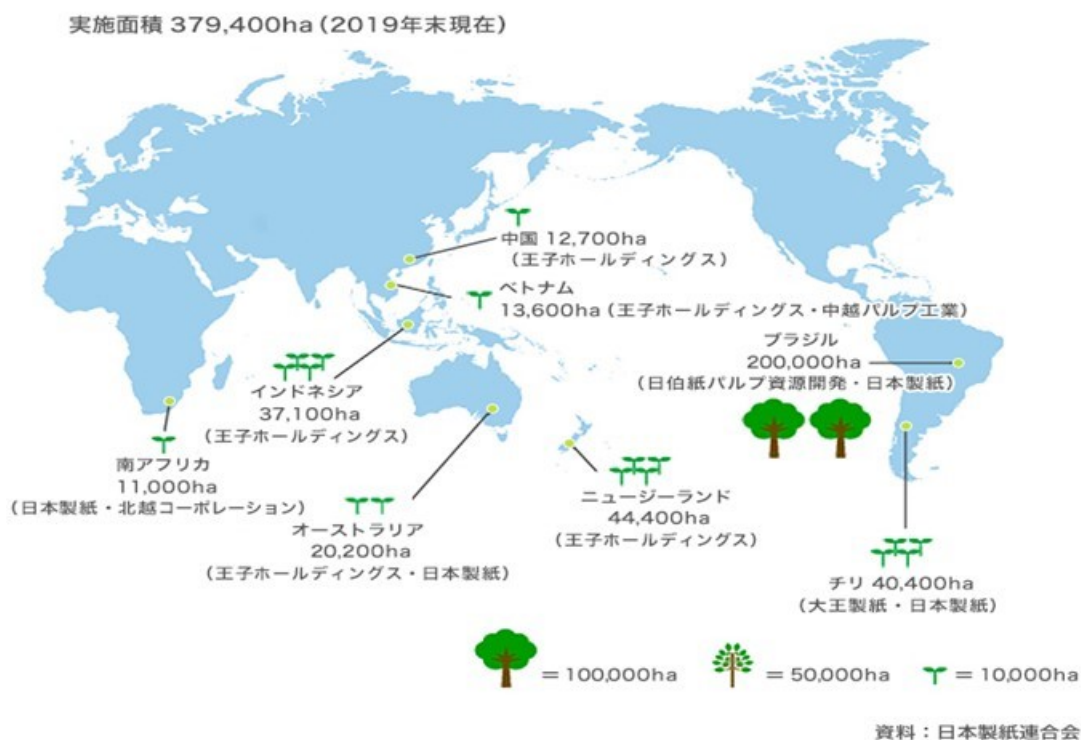 実施面積 379,400ha(2019年末現在)
中国 12,700ha
(王子ホールディングス)
ベトナム
13,600ha(王子ホールディングス・中越パルプ工業)
ブラジル
200,000ha
(日伯紙パルプ資源開発・日本製紙)
インドネシア
37,100ha
(王子ホールディングス)
南アフリカ
11,000ha
(日本製紙・北越コーポレーション)
オーストラリア
20,200ha
(王子ホールディングス・日本製紙)
ニュージーランド
44,400ha
(王子ホールディングス)
チリ 40,400ha
(大王製紙・日本製紙)
=100,000ha
=50,000ha
=10,000ha
資料:日本製紙連合会